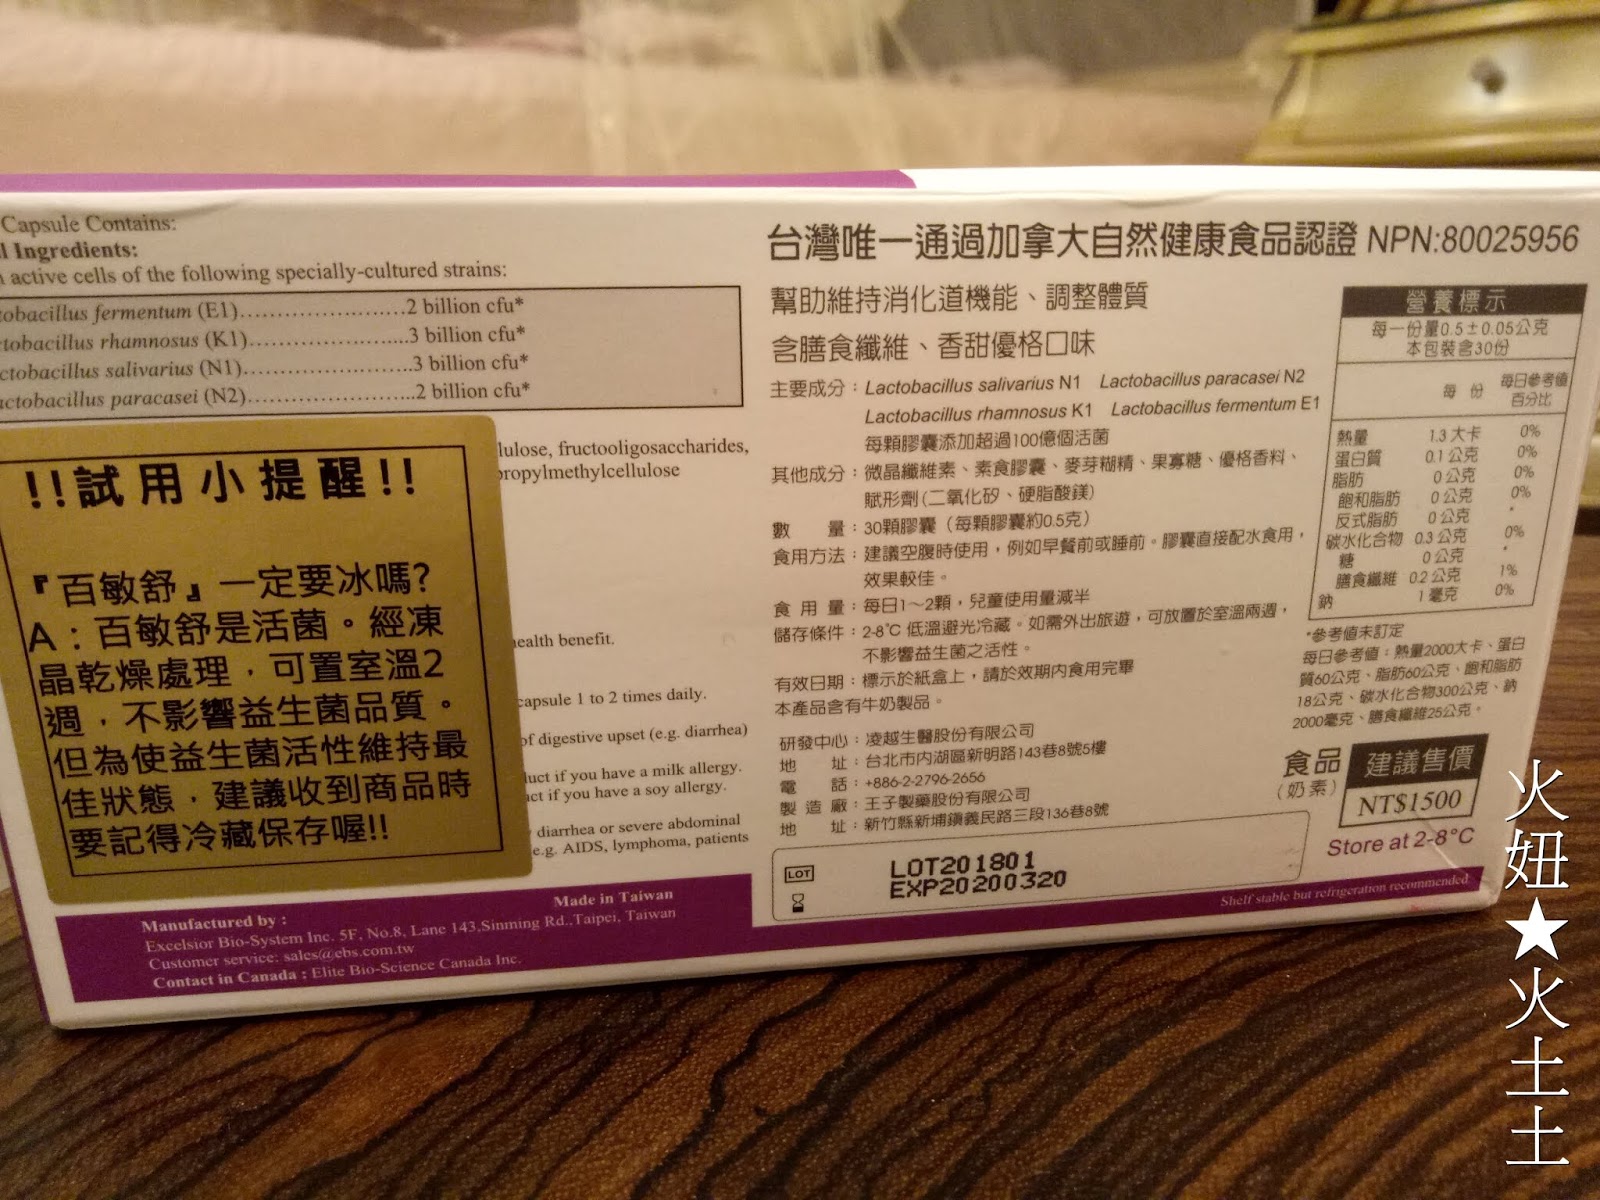 Capsule Contains:
Ingredients:
active cells of the following specially-cultured strains:
tobacillus fermentum (E1)........................2 billion cfu*
ctobacillus rhamnosus (K1)........................3 billion cfu*
ctobacillus salivarius (N1)........................3 billion cfu*
actobacillus paracasei (N2)........................2 billion cfu*
lulose, fructooligosaccharides,
propylmethylcellulose
health benefit.
capsule 1 to 2 times daily.
of digestive upset (e.g. diarrhea)
uct if you have a milk allergy.
ct if you have a soy allergy.
diarrhea or severe abdominal
e.g. AIDS, lymphoma, patients
!!試用小提醒!!
『百敏舒』一定要冰嗎?
A：百敏舒是活菌。經凍
晶乾燥處理，可置室溫2
週，不影響益生菌品質。
但為使益生菌活性維持最
佳狀態，建議收到商品時
要記得冷藏保存喔!!
Made in Taiwan
Manufactured by :
Excelsior Bio-System Inc. 5F, No.8, Lane 143,Sinming Rd.,Taipei, Taiwan
Customer service: sales@ebs.com.tw
Contact in Canada : Elite Bio-Science Canada Inc.
台灣唯一通過加拿大自然健康食品認證 NPN:80025956
幫助維持消化道機能、調整體質
含膳食纖維、香甜優格口味
主要成分：Lactobacillus salivarius N1 Lactobacillus paracasei N2
Lactobacillus rhamnosus K1 Lactobacillus fermentum E1
每顆膠囊添加超過100億個活菌
其他成分：微晶纖維素、素食膠囊、麥芽糊精、果寡糖、優格香料、
賦形劑(二氧化矽、硬脂酸鎂)
數量：30顆膠囊（每顆膠囊約0.5克）
食用方法：建議空腹時使用，例如早餐前或睡前。膠囊直接配水食用，
效果較佳。
食用量：每日1～2顆，兒童使用量減半
儲存條件：2-8℃ 低溫避光冷藏。如需外出旅遊，可放置於室溫兩週，
不影響益生菌之活性。
有效日期：標示於紙盒上，請於效期內食用完畢
本產品含有牛奶製品。
研發中心：凌越生醫股份有限公司
地址：台北市內湖區新明路143巷8號5樓
電話：+886-2-2796-2656
製造廠：王子製藥股份有限公司
地址：新竹縣新埔鎮義民路三段136巷8號
LOT
LOT201801
EXP20200320
營養標示
每一份量0.5±0.05公克
本包裝含30份
每份 每日參考值百分比
熱量 1.3 大卡 0%
蛋白質 0.1 公克 0%
脂肪 0 公克 0%
飽和脂肪 0 公克 0%
反式脂肪 0 公克 *
碳水化合物 0.3 公克 0%
糖 0 公克 *
膳食纖維 0.2 公克 1%
鈉 1 毫克 0%
*參考值未訂定
每日參考值：熱量2000大卡、蛋白
質60公克、脂肪60公克、飽和脂肪
18公克、碳水化合物300公克、鈉
2000毫克、膳食纖維25公克。
食品
（奶素）
建議售價
NT$1500
Store at 2-8°C
Shelf stable but refrigeration recommended.
火妞★火土土